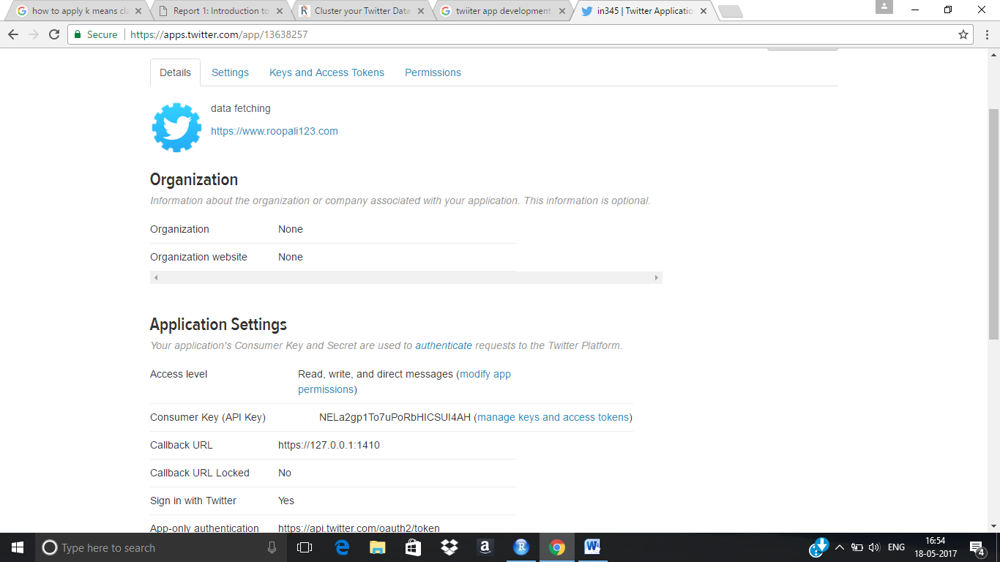 how to apply k means cla
Report 1: Introduction to
Cluster your Twitter Data
twiiter app development
in345 | Twitter Applicatio
Secure https://apps.twitter.com/app/13638257
Details Settings Keys and Access Tokens Permissions
data fetching
https://www.roopali123.com
Organization
Information about the organization or company associated with your application. This information is optional.
Organization None
Organization website None
Application Settings
Your application's Consumer Key and Secret are used to authenticate requests to the Twitter Platform.
Access level Read, write, and direct messages (modify app
permissions)
Consumer Key (API Key) NELa2gp1To7uPoRbHICSUI4AH (manage keys and access tokens)
Callback URL https://127.0.0.1:1410
Callback URL Locked No
Sign in with Twitter Yes
App-only authentication https://api.twitter.com/oauth2/token
Type here to search
ENG
16:54
18-05-2017
4